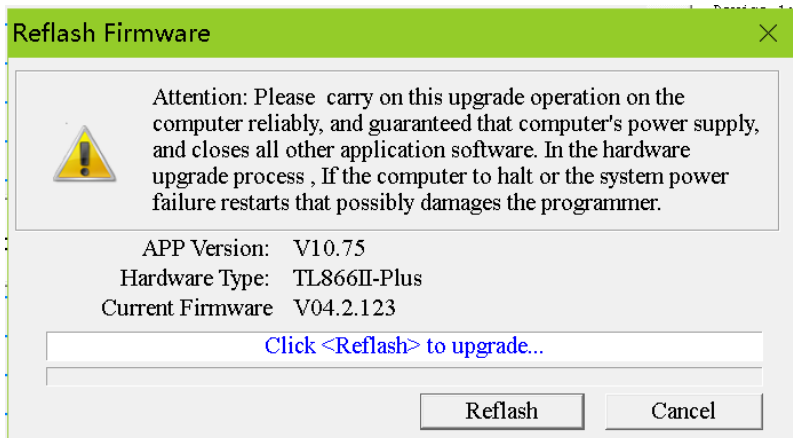 Reflash Firmware
Attention: Please carry on this upgrade operation on the
computer reliably, and guaranteed that computer's power supply,
and closes all other application software. In the hardware
upgrade process , If the computer to halt or the system power
failure restarts that possibly damages the programmer.
APP Version: V10.75
Hardware Type: TL866II-Plus
Current Firmware V04.2.123
Click <Reflash> to upgrade...
Reflash Cancel